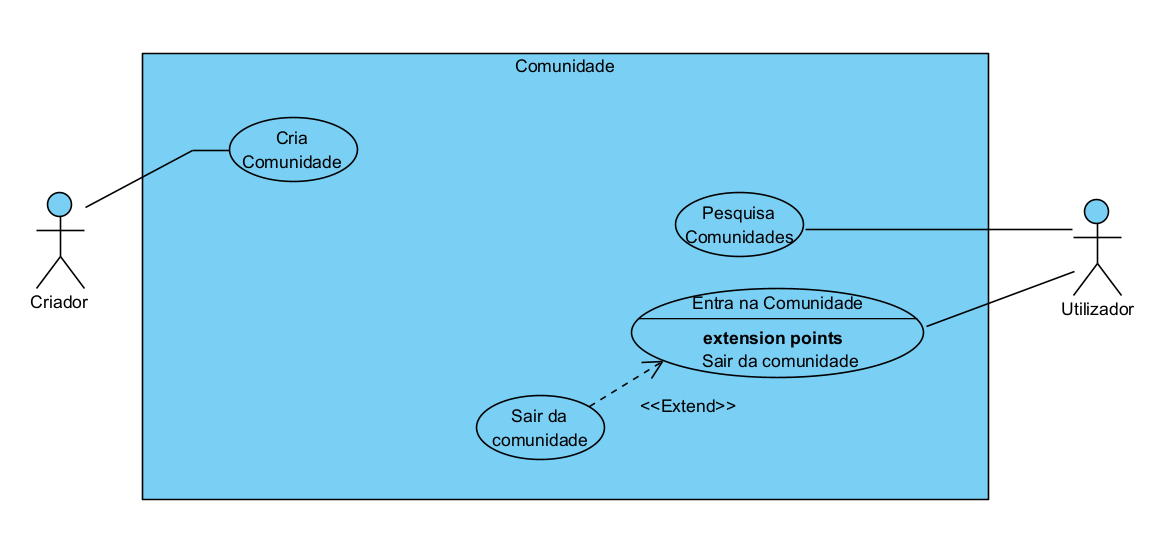 Comunidade
Cria
Comunidade
Criador
Pesquisa
Comunidades
Utilizador
Entra na Comunidade
extension points
Sair da comunidade
<<Extend>>
Sair da
comunidade